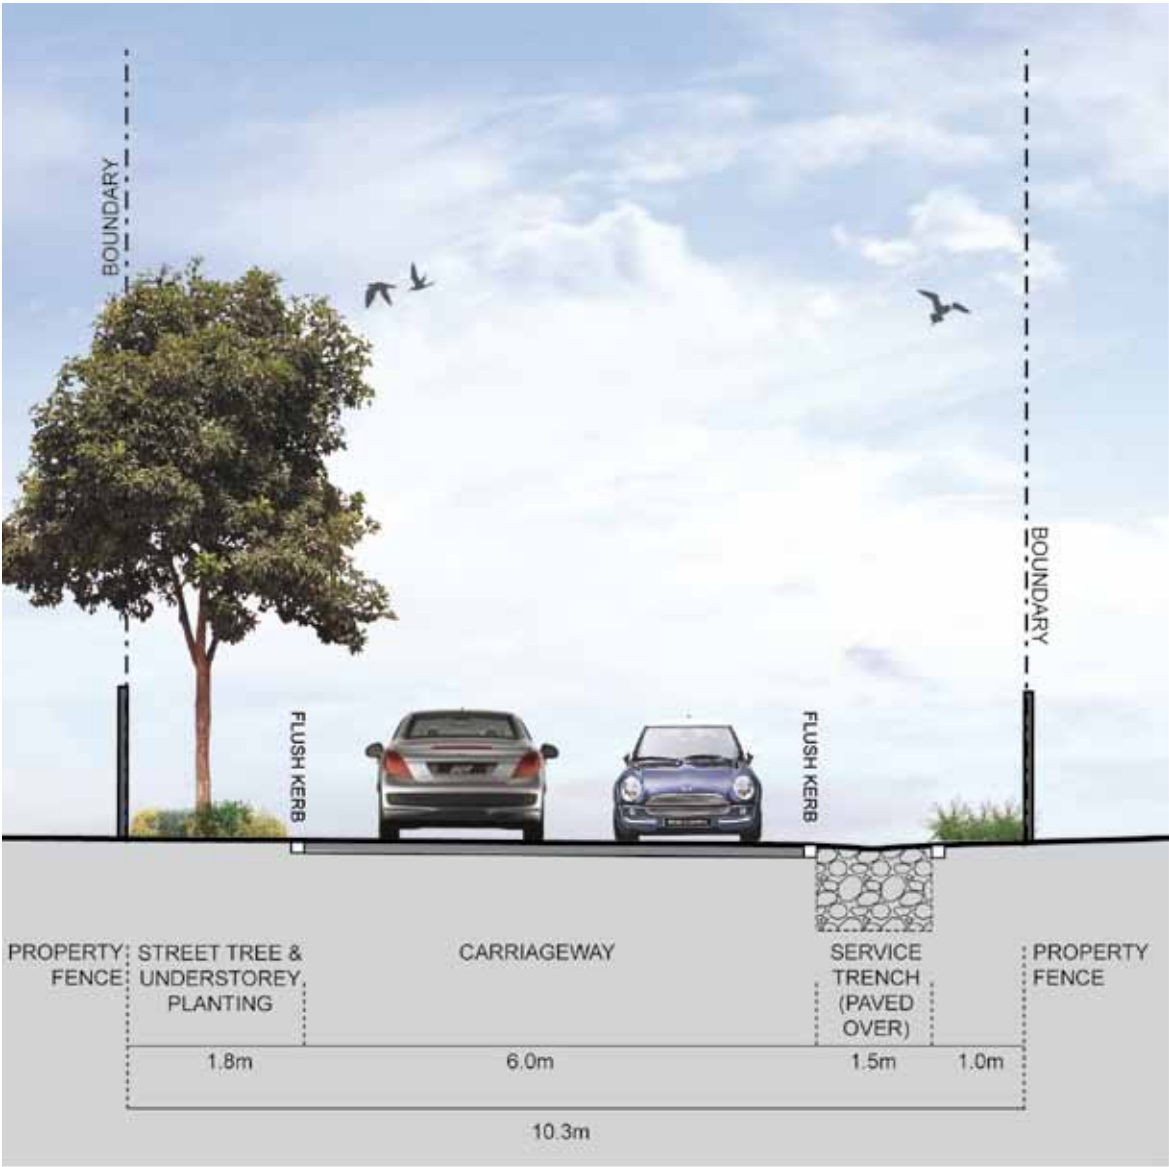 BOUNDARY
BOUNDARY
FLUSH KERB
FLUSH KERB
PROPERTY
FENCE
STREET TREE &
UNDERSTOREY
PLANTING
CARRIAGEWAY
SERVICE
TRENCH
(PAVED
OVER)
PROPERTY
FENCE
1.8m
6.0m
1.5m
1.0m
10.3m